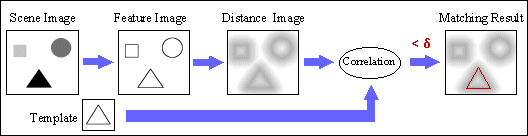 Scene Image
Feature Image
Distance Image
< δ
Matching Result
Correlation
Template